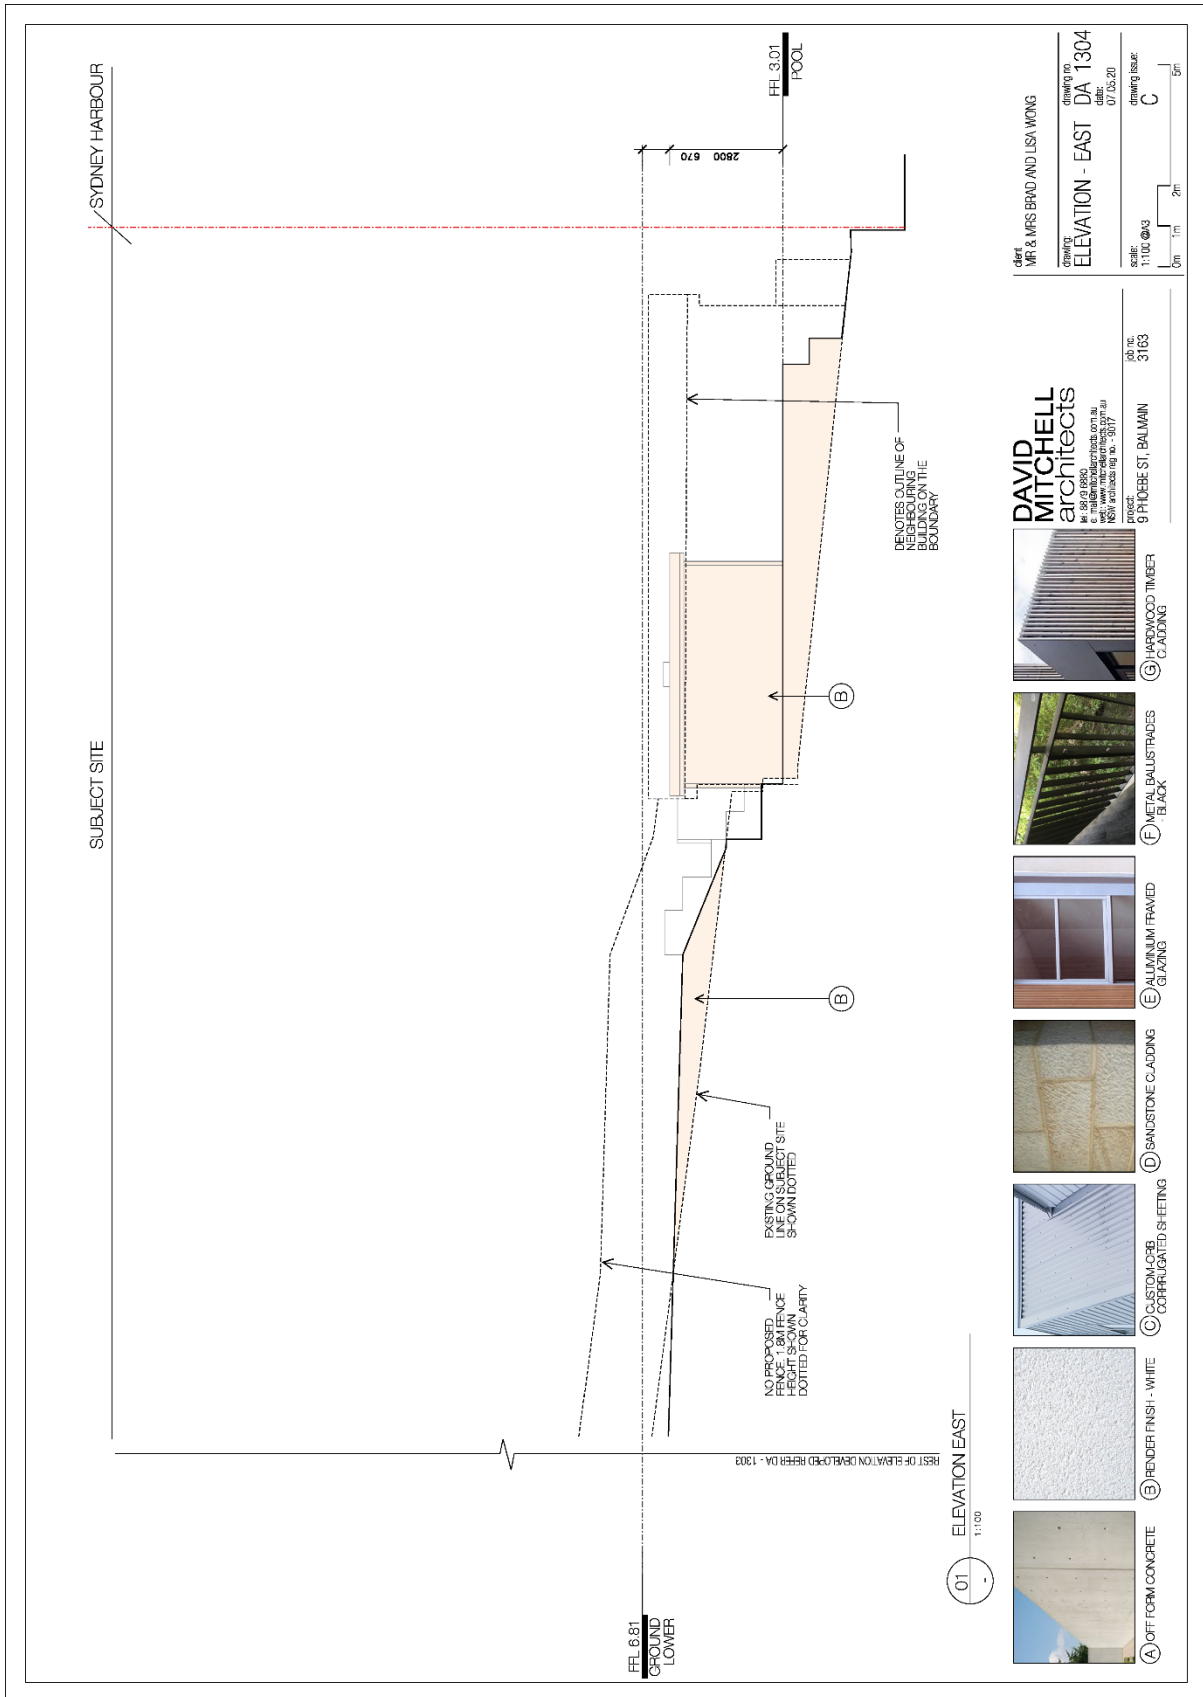 SUBJECT SITE
SYDNEY HARBOUR
FFL 6.81
GROUND
LOWER
FFL 3.01
POOL
670
2800
REST OF ELEVATION DEVELOPED REFER DA - 1303
NO PROPOSED
FENCE. 1.8M FENCE
HEIGHT SHOWN
DOTTED FOR CLARITY
EXISTING GROUND
LINE ON SUBJECT SITE
SHOWN DOTTED
B
B
DENOTES OUTLINE OF
NEIGHBOURING
BUILDING ON THE
BOUNDARY
01
-
ELEVATION EAST
1:100
A OFF FORM CONCRETE
B RENDER FINISH - WHITE
C CUSTOM-ORB
CORRUGATED SHEETING
D SANDSTONE CLADDING
E ALUMINIUM FRAMED
GLAZING
F METAL BALUSTRADES
- BLACK
G HARDWOOD TIMBER
CLADDING
DAVID
MITCHELL
architects
NSW architects reg no. - 9017
project:
9 PHOEBE ST, BALMAIN
job no.
3163
client
MR & MRS BRAD AND LISA WONG
drawing:
ELEVATION - EAST
drawing no.
DA 1304
date:
07.05.20
scale:
1:100 @A3
drawing issue:
C
0m 1m 2m 5m